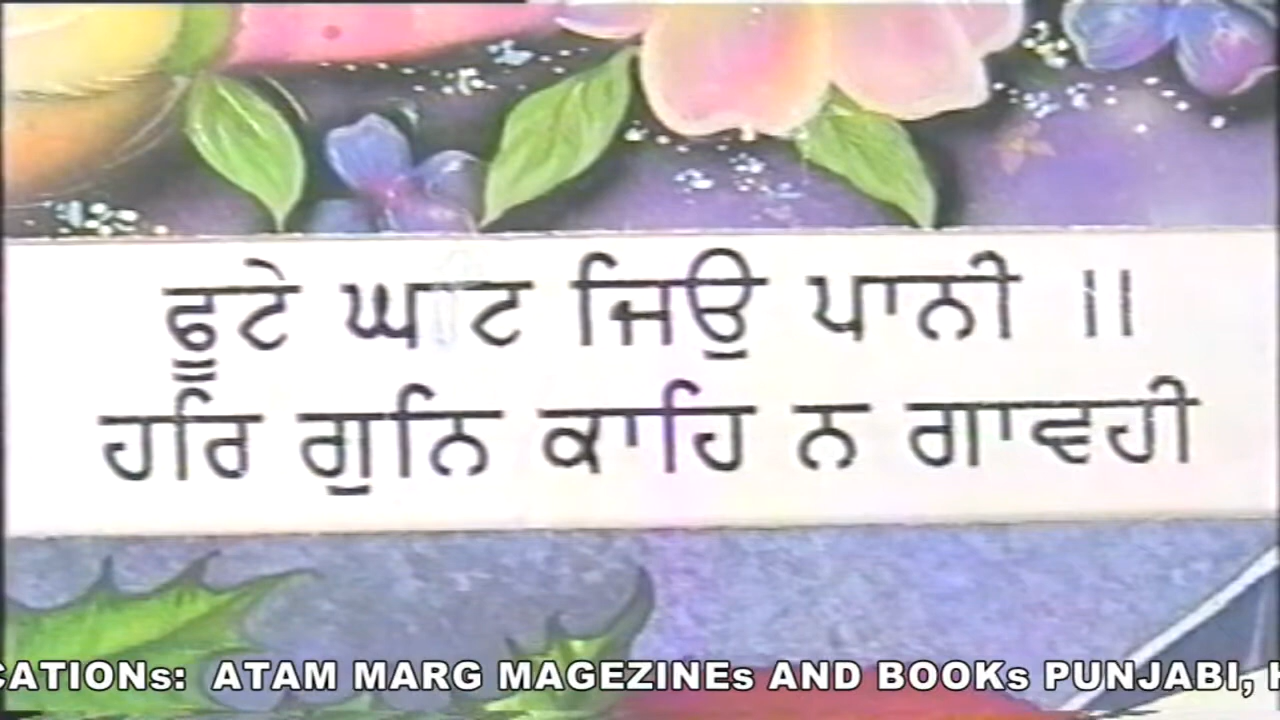 ਫੂਟੇ ਘਟ ਜਿਉ ਪਾਨੀ ॥
ਹਰਿ ਗੁਨਿ ਕਾਹਿ ਨ ਗਾਵਹੀ
CATIONs: ATAM MARG MAGEZINEs AND BOOKs PUNJABI,